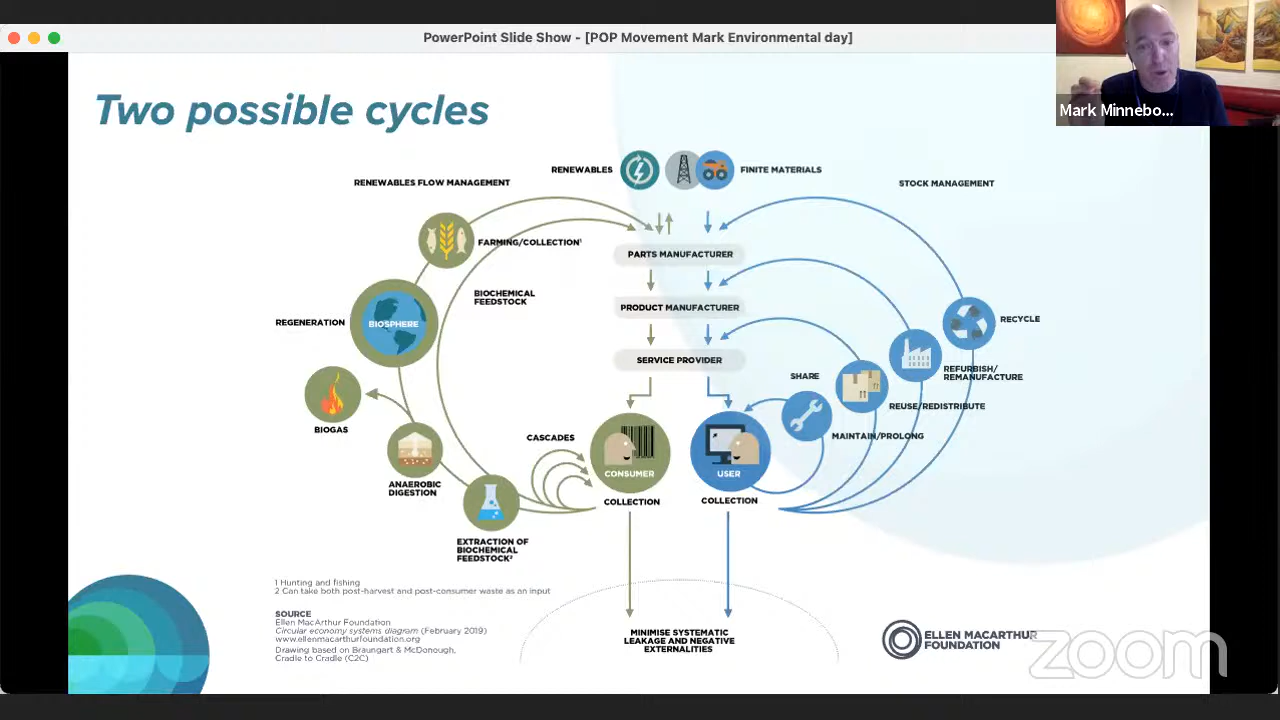 PowerPoint Slide Show - [POP Movement Mark Environmental day]
Mark Minnebo...
Two possible cycles
RENEWABLES
FINITE MATERIALS
RENEWABLES FLOW MANAGEMENT
STOCK MANAGEMENT
FARMING/COLLECTION¹
PARTS MANUFACTURER
BIOCHEMICAL
FEEDSTOCK
PRODUCT MANUFACTURER
REGENERATION
BIOSPHERE
RECYCLE
SERVICE PROVIDER
SHARE
REFURBISH/
REMANUFACTURE
REUSE/REDISTRIBUTE
BIOGAS
CASCADES
MAINTAIN/PROLONG
CONSUMER
USER
ANAEROBIC
DIGESTION
COLLECTION
COLLECTION
EXTRACTION OF
BIOCHEMICAL
FEEDSTOCK²
1 Hunting and fishing
2 Can take both post-harvest and post-consumer waste as an input
SOURCE
Ellen MacArthur Foundation
Circular economy systems diagram (February 2019)
www.ellenmacarthurfoundation.org
Drawing based on Braungart & McDonough,
Cradle to Cradle (C2C)
MINIMISE SYSTEMATIC
LEAKAGE AND NEGATIVE
EXTERNALITIES
ELLEN MACARTHUR
FOUNDATION
zoom